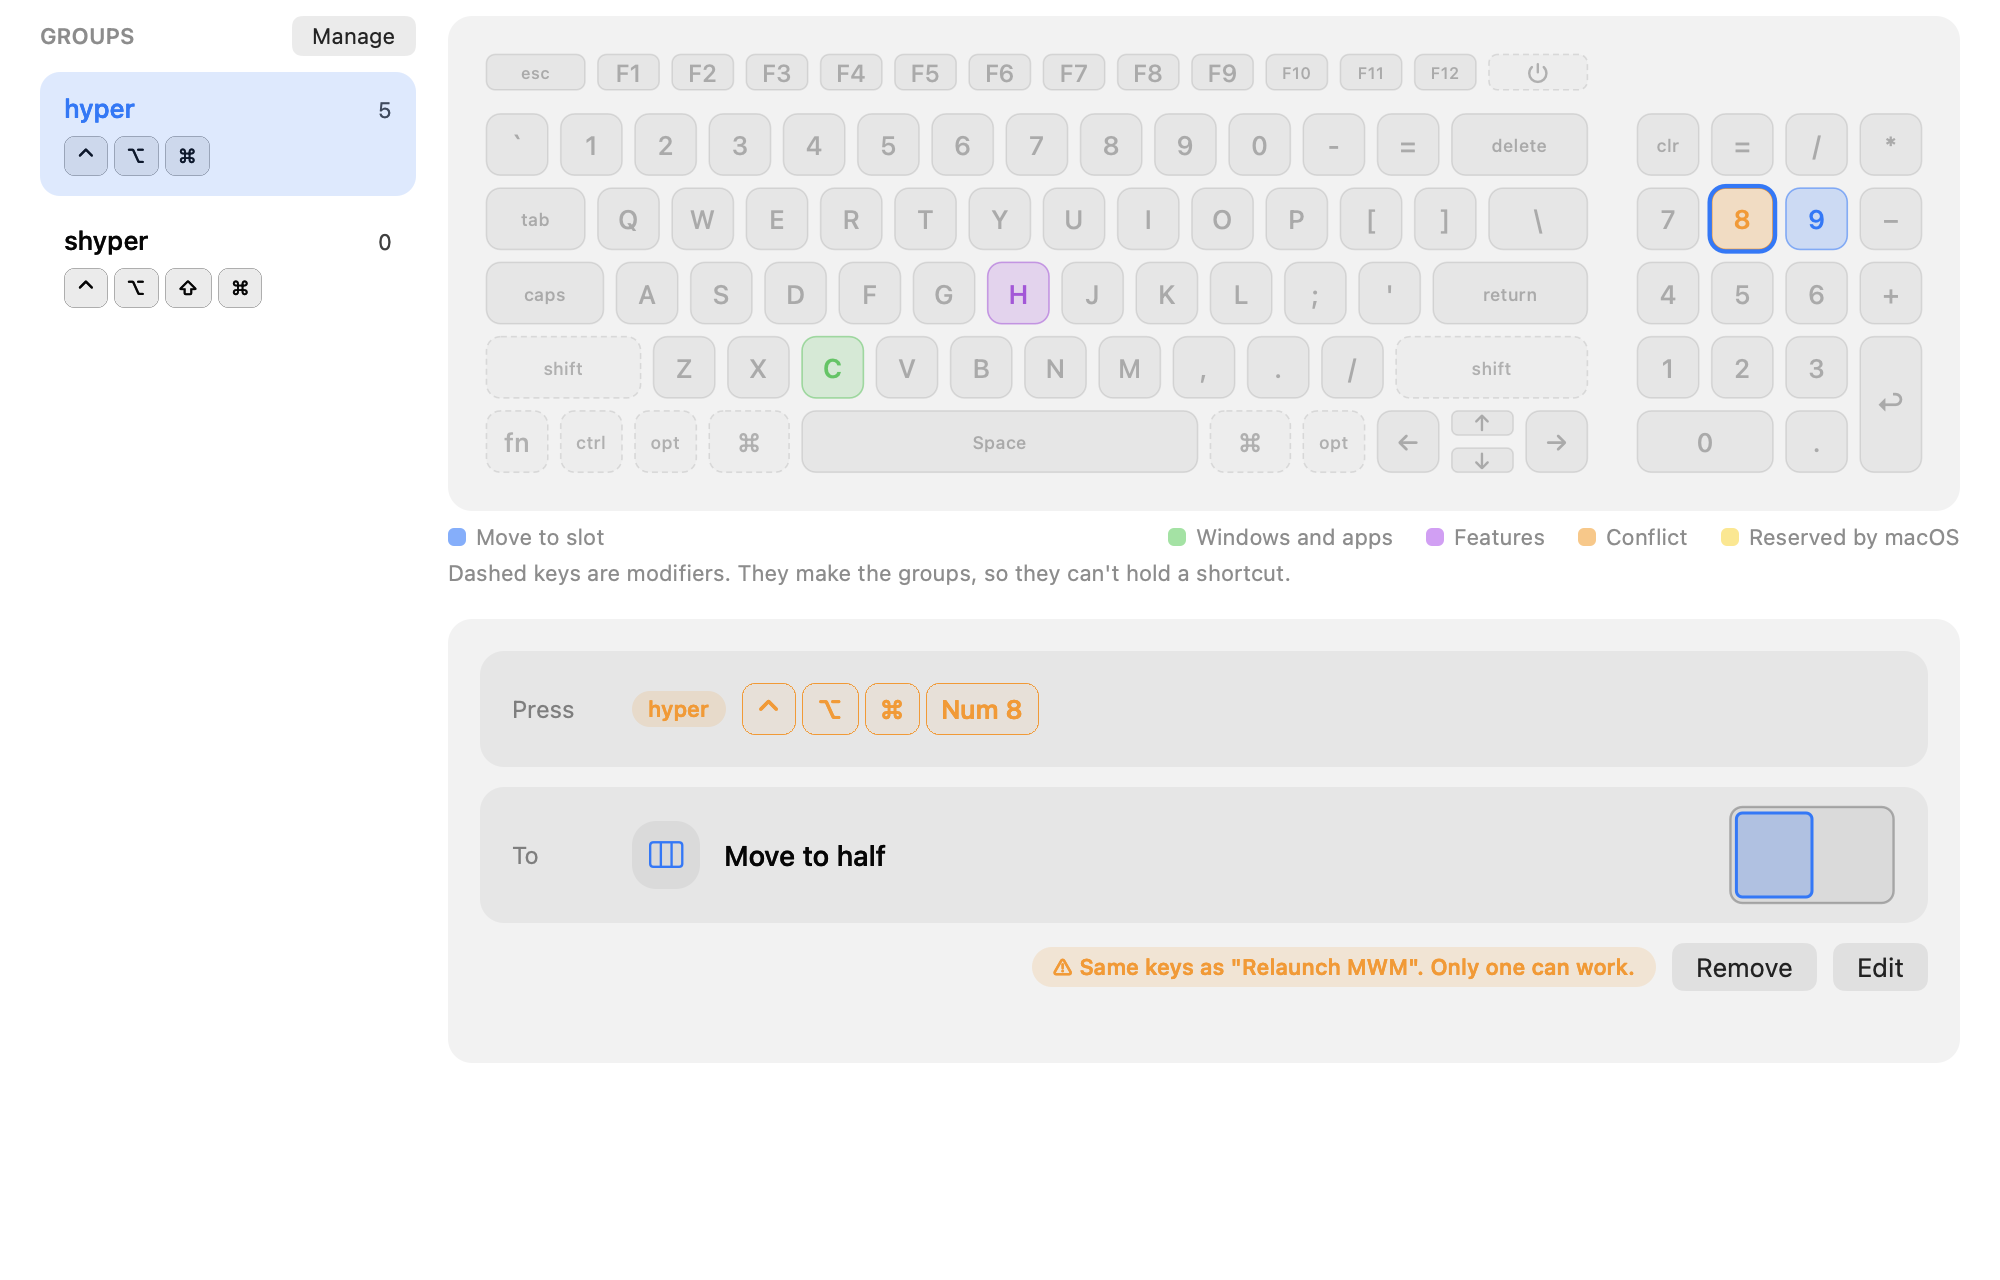 GROUPS Manage
hyper 5
^ ⌥ ⌘
shyper 0
^ ⌥ ⇧ ⌘
esc F1 F2 F3 F4 F5 F6 F7 F8 F9 F10 F11 F12
` 1 2 3 4 5 6 7 8 9 0 - = delete clr = / *
tab Q W E R T Y U I O P [ ] \ 7 8 9 −
caps A S D F G H J K L ; ' return 4 5 6 +
shift Z X C V B N M , . / shift 1 2 3
fn ctrl opt ⌘ Space ⌘ opt ← ↑ ↓ → 0 . ↩
Move to slot Windows and apps Features Conflict Reserved by macOS
Dashed keys are modifiers. They make the groups, so they can't hold a shortcut.
Press hyper ^ ⌥ ⌘ Num 8
To Move to half
⚠ Same keys as "Relaunch MWM". Only one can work. Remove Edit